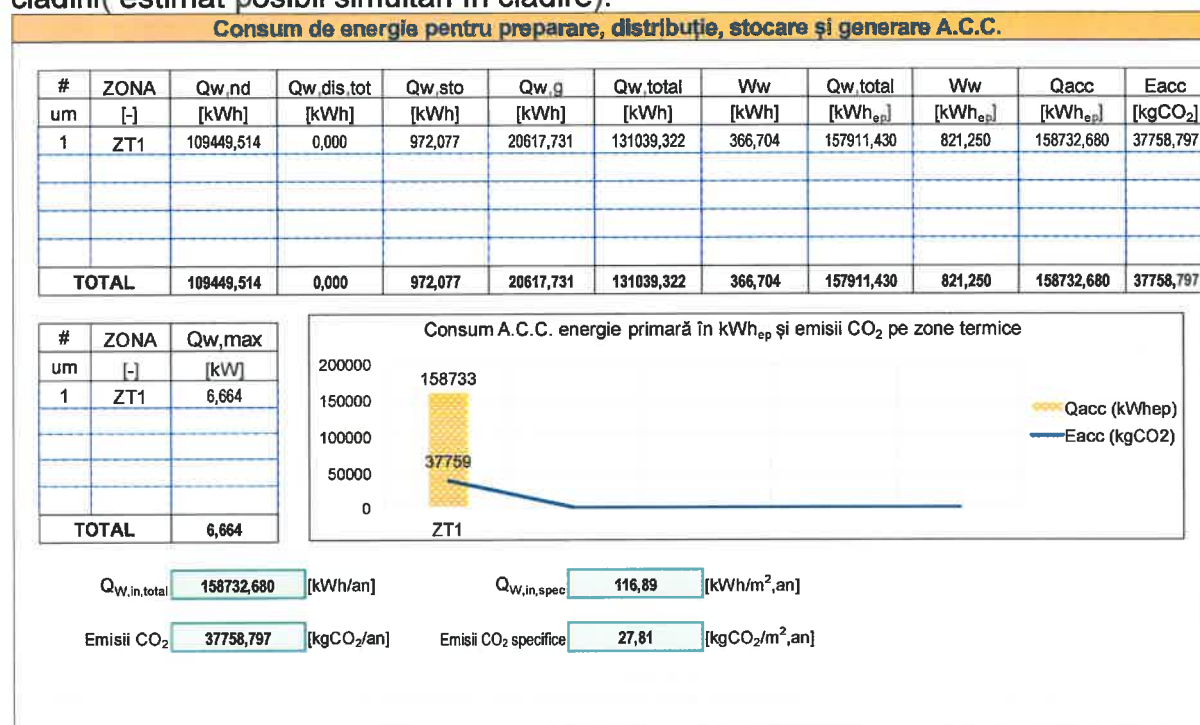 clădirii( estimat posibil simultan în clădire).
Consum de energie pentru preparare, distribuție, stocare și generare A.C.C.
# ZONA Qw,nd Qw,dis,tot Qw,sto Qw,g Qw,total Ww Qw,total Ww Qacc Eacc
um [-] [kWh] [kWh] [kWh] [kWh] [kWh] [kWh] [kWhep] [kWhep] [kWhep] [kgCO2]
1 ZT1 109449,514 0,000 972,077 20617,731 131039,322 366,704 157911,430 821,250 158732,680 37758,797
TOTAL 109449,514 0,000 972,077 20617,731 131039,322 366,704 157911,430 821,250 158732,680 37758,797
# ZONA Qw,max
um [-] [kW]
1 ZT1 6,664
TOTAL 6,664
Consum A.C.C. energie primară în kWhep și emisii CO2 pe zone termice
200000
150000
100000
50000
0
158733
37759
ZT1
Qacc (kWhep)
Eacc (kgCO2)
QW,in,total 158732,680 [kWh/an] QW,in,spec 116,89 [kWh/m²,an]
Emisii CO2 37758,797 [kgCO2/an] Emisii CO2 specifice 27,81 [kgCO2/m²,an]